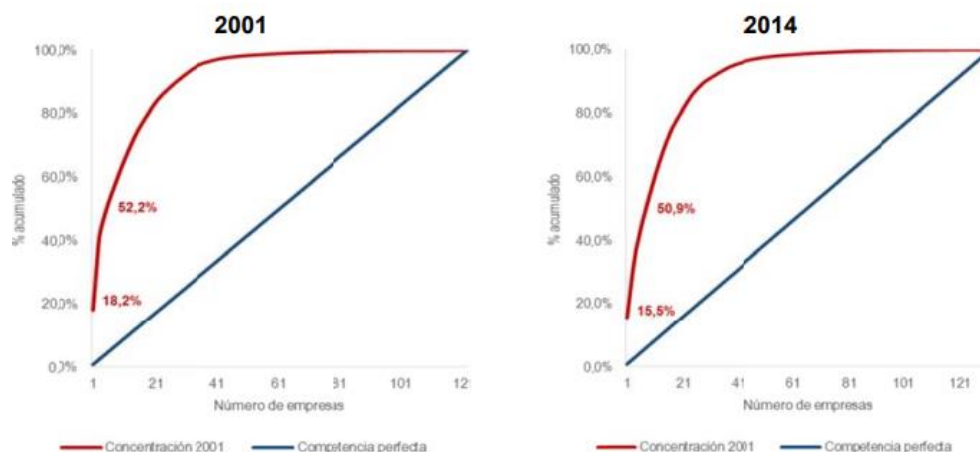 2001
100,0%
80,0%
60,0%
40,0%
20,0%
0,0%
% acumulado
52,2%
18,2%
1 21 41 61 81 101 121
Número de empresas
Concentración 2001 Competencia perfecta
2014
100,0%
80,0%
60,0%
40,0%
20,0%
0,0%
% acumulado
50,9%
15,5%
1 21 41 61 81 101 121
Número de empresas
Concentración 2001 Competencia perfecta